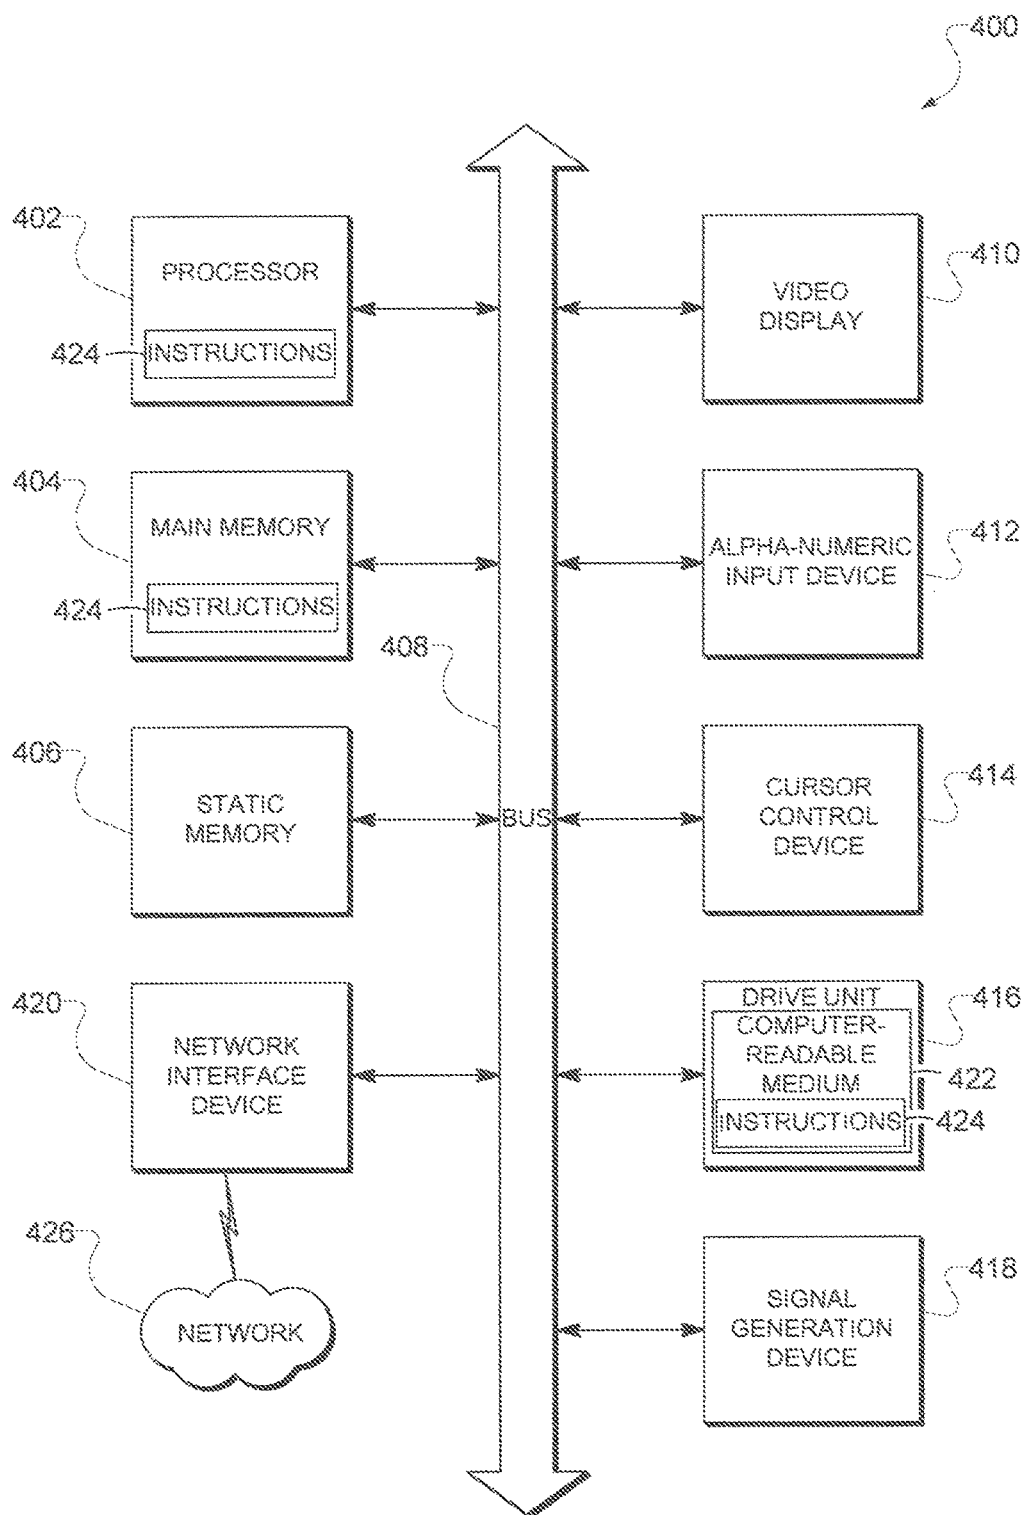 400
402
PROCESSOR
424
INSTRUCTIONS
404
MAIN MEMORY
424
INSTRUCTIONS
406
STATIC
MEMORY
420
NETWORK
INTERFACE
DEVICE
426
NETWORK
408
BUS
410
VIDEO
DISPLAY
412
ALPHA-NUMERIC
INPUT DEVICE
414
CURSOR
CONTROL
DEVICE
416
DRIVE UNIT
COMPUTER-
READABLE
MEDIUM
422
INSTRUCTIONS
424
418
SIGNAL
GENERATION
DEVICE